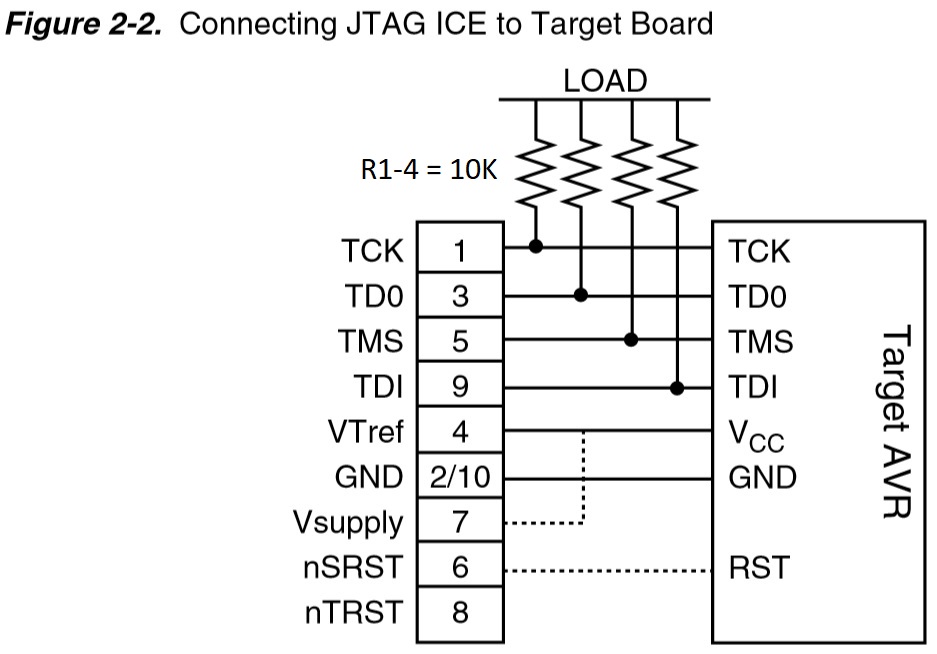 Figure 2-2. Connecting JTAG ICE to Target Board
LOAD
R1-4 = 10K
TCK 1 TCK
TD0 3 TD0
TMS 5 TMS
TDI 9 TDI
VTref 4 VCC
GND 2/10 GND
Vsupply 7
nSRST 6 RST
nTRST 8
Target AVR